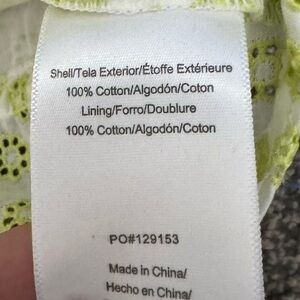 Shell/Tela Exterior/Étoffe Extérieure
100% Cotton/Algodón/Coton
Lining/Forro/Doublure
100% Cotton/Algodón/Coton
PO#129153
Made in China/
Hecho en China/